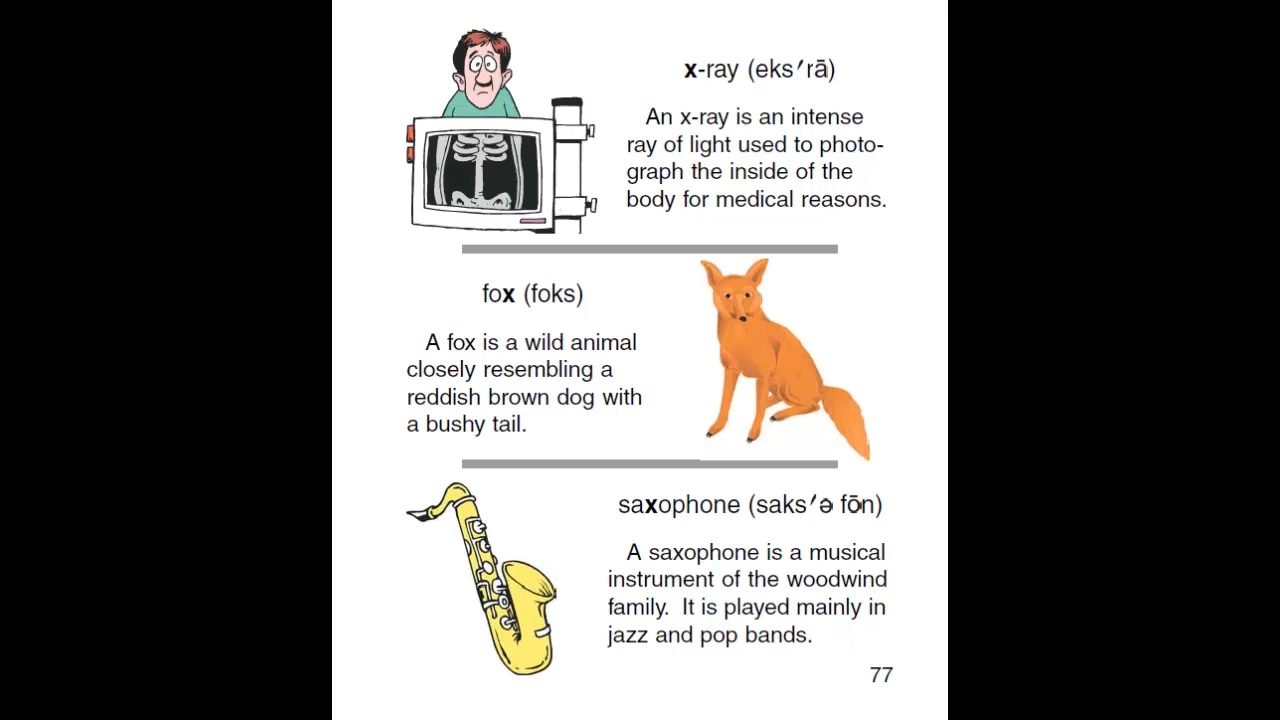 x-ray (eks′rā)
An x-ray is an intense
ray of light used to photo-
graph the inside of the
body for medical reasons.
fox (foks)
A fox is a wild animal
closely resembling a
reddish brown dog with
a bushy tail.
saxophone (saks′ə fōn)
A saxophone is a musical
instrument of the woodwind
family. It is played mainly in
jazz and pop bands.
77